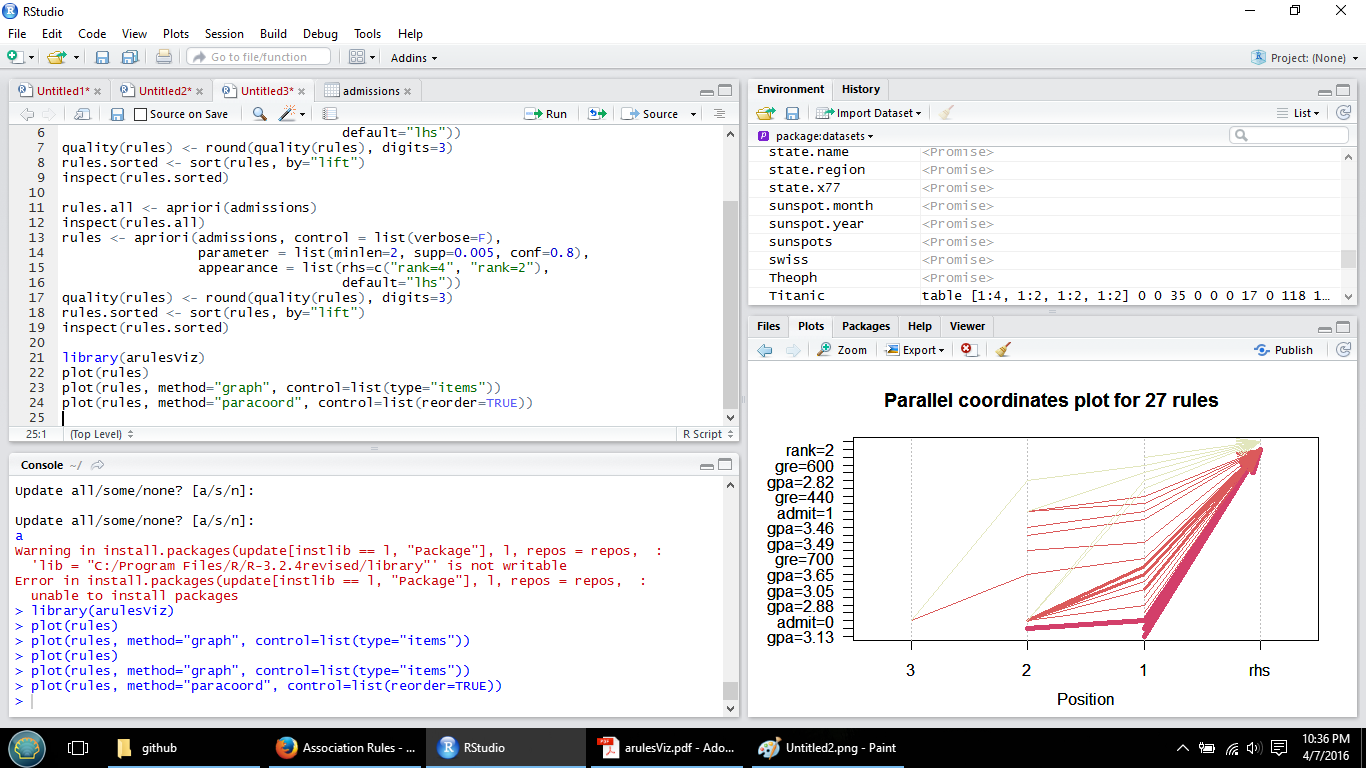 RStudio
File Edit Code View Plots Session Build Debug Tools Help
Go to file/function Addins Project: (None)
Untitled1* Untitled2* Untitled3* admissions
Source on Save Run Source
6 default="lhs"))
7 quality(rules) <- round(quality(rules), digits=3)
8 rules.sorted <- sort(rules, by="lift")
9 inspect(rules.sorted)
10
11 rules.all <- apriori(admissions)
12 inspect(rules.all)
13 rules <- apriori(admissions, control = list(verbose=F),
14 parameter = list(minlen=2, supp=0.005, conf=0.8),
15 appearance = list(rhs=c("rank=4", "rank=2"),
16 default="lhs"))
17 quality(rules) <- round(quality(rules), digits=3)
18 rules.sorted <- sort(rules, by="lift")
19 inspect(rules.sorted)
20
21 library(arulesViz)
22 plot(rules)
23 plot(rules, method="graph", control=list(type="items"))
24 plot(rules, method="paracoord", control=list(reorder=TRUE))
25
25:1 (Top Level) R Script
Console ~/
Update all/some/none? [a/s/n]:
Update all/some/none? [a/s/n]:
a
Warning in install.packages(update[instlib == l, "Package"], l, repos = repos, :
'lib = "C:/Program Files/R/R-3.2.4revised/library"' is not writable
Error in install.packages(update[instlib == l, "Package"], l, repos = repos, :
unable to install packages
> library(arulesViz)
> plot(rules)
> plot(rules, method="graph", control=list(type="items"))
> plot(rules)
> plot(rules, method="graph", control=list(type="items"))
> plot(rules, method="paracoord", control=list(reorder=TRUE))
>
Environment History
Import Dataset List
package:datasets
state.name <Promise>
state.region <Promise>
state.x77 <Promise>
sunspot.month <Promise>
sunspot.year <Promise>
sunspots <Promise>
swiss <Promise>
Theoph <Promise>
Titanic table [1:4, 1:2, 1:2, 1:2] 0 0 35 0 0 0 17 0 118 1...
Files Plots Packages Help Viewer
Zoom Export Publish
Parallel coordinates plot for 27 rules
rank=2
gre=600
gpa=2.82
gre=440
admit=1
gpa=3.46
gpa=3.49
gre=700
gpa=3.65
gpa=3.05
gpa=2.88
admit=0
gpa=3.13
3 2 1 rhs
Position
github Association Rules - ... RStudio arulesViz.pdf - Ado... Untitled2.png - Paint
10:36 PM
4/7/2016